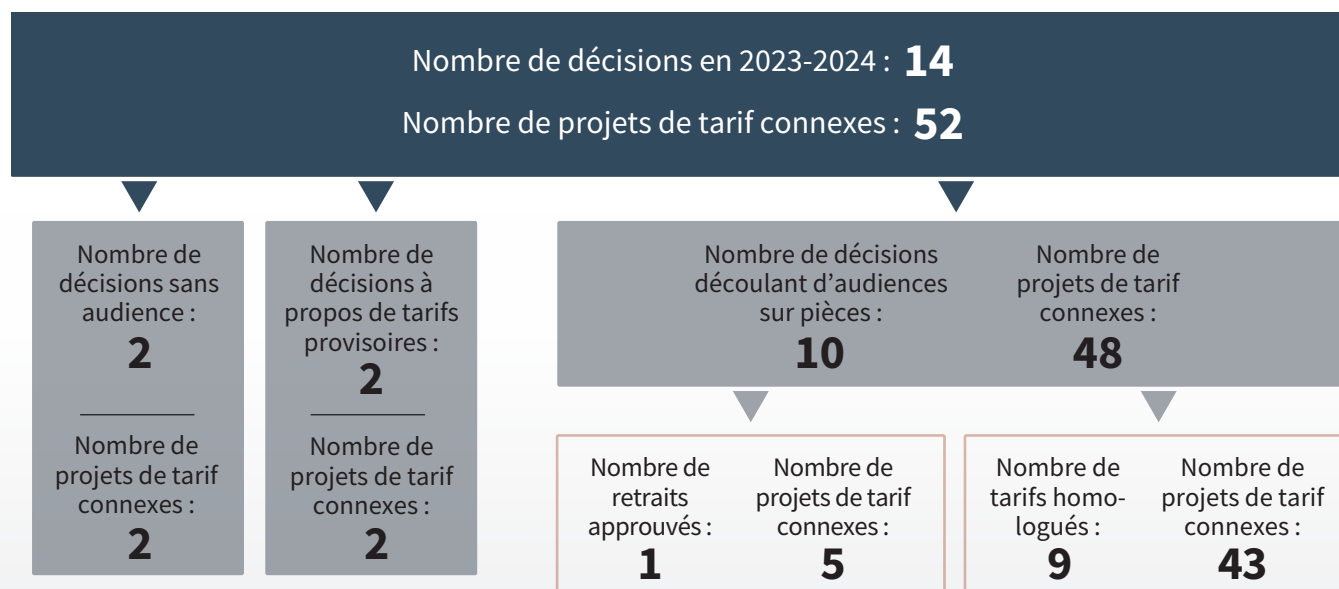 Nombre de décisions en 2023-2024 : 14
Nombre de projets de tarif connexes : 52
Nombre de
décisions sans
audience :
2
Nombre de
projets de tarif
connexes :
2
Nombre de
décisions à
propos de tarifs
provisoires :
2
Nombre de
projets de tarif
connexes :
2
Nombre de décisions
découlant d’audiences
sur pièces :
10
Nombre de
projets de tarif
connexes :
48
Nombre de
retraits
approuvés :
1
Nombre de
projets de tarif
connexes :
5
Nombre de
tarifs homo-
logués :
9
Nombre de
projets de tarif
connexes :
43